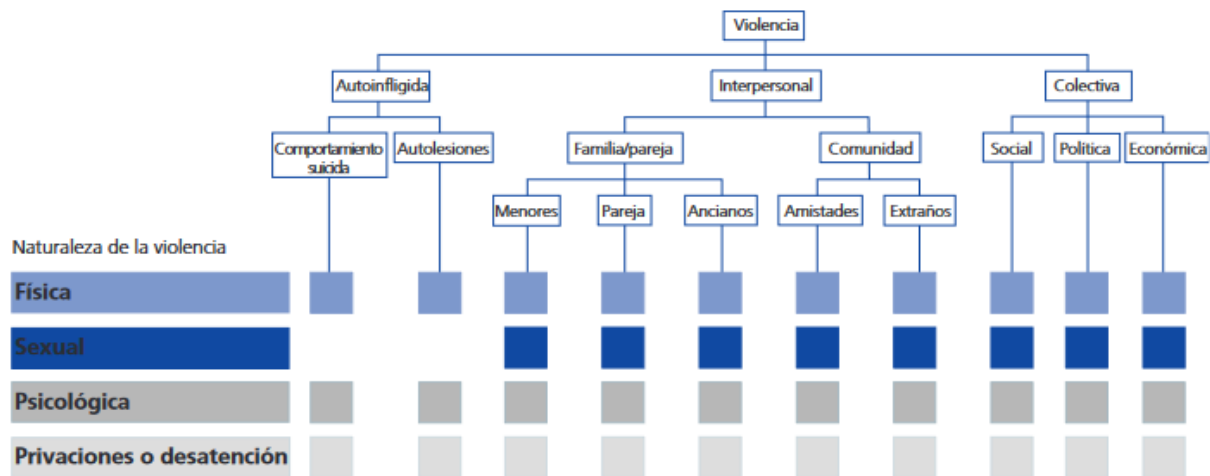 Violencia
Autoinfligida
Interpersonal
Colectiva
Comportamiento
suicida
Autolesiones
Familia/pareja
Comunidad
Social
Política
Económica
Menores
Pareja
Ancianos
Amistades
Extraños
Naturaleza de la violencia
Física
Sexual
Psicológica
Privaciones o desatención